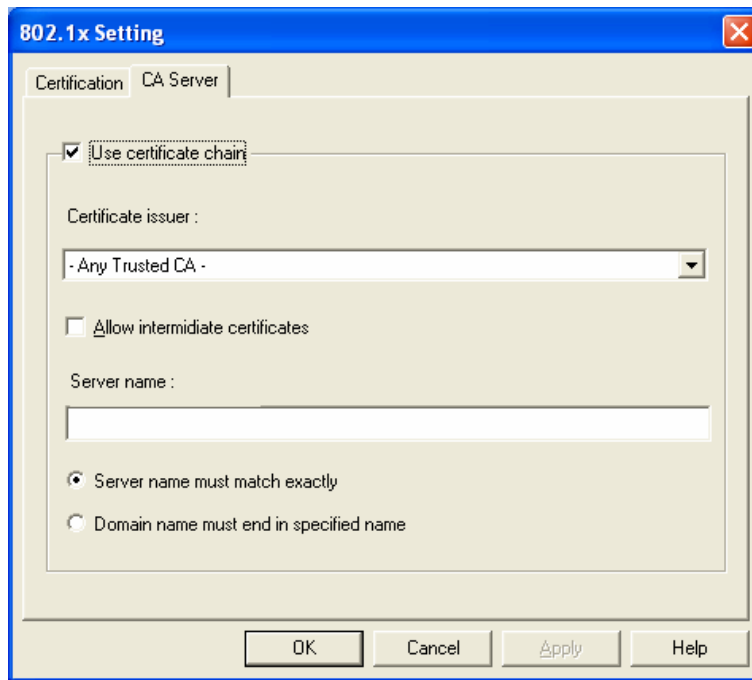 802.1x Setting
Certification CA Server
Use certificate chain
Certificate issuer :
- Any Trusted CA -
Allow intermidiate certificates
Server name :
Server name must match exactly
Domain name must end in specified name
OK Cancel Apply Help